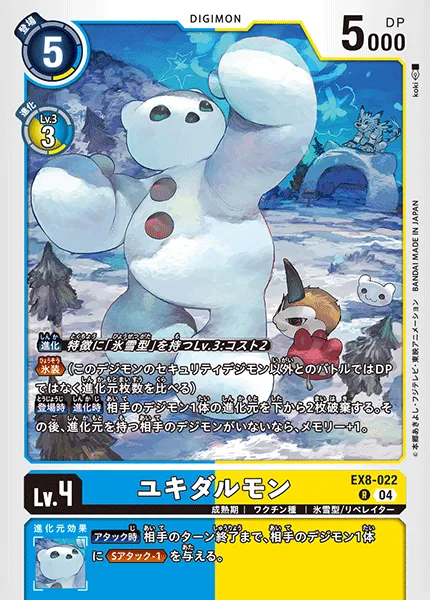 DIGIMON
登場
5
DP
5000
進化
Lv.3
3
koki
©本郷あきよし・フジテレビ・東映アニメーション BANDAI MADE IN JAPAN
進化 特徴に「氷雪型」を持つLv.3:コスト2
氷装 (このデジモンのセキュリティデジモン以外とのバトルではDP
ではなく進化元枚数を比べる)
登場時 進化時 相手のデジモン1体の進化元を下から2枚破棄する。そ
の後、進化元を持つ相手のデジモンがいないなら、メモリー+1。
EX8-022
Lv.4
ユキダルモン
R 04
成熟期 | ワクチン種 | 氷雪型/リベレイター
進化元効果
アタック時 相手のターン終了まで、相手のデジモン1体
に Sアタック-1 を与える。